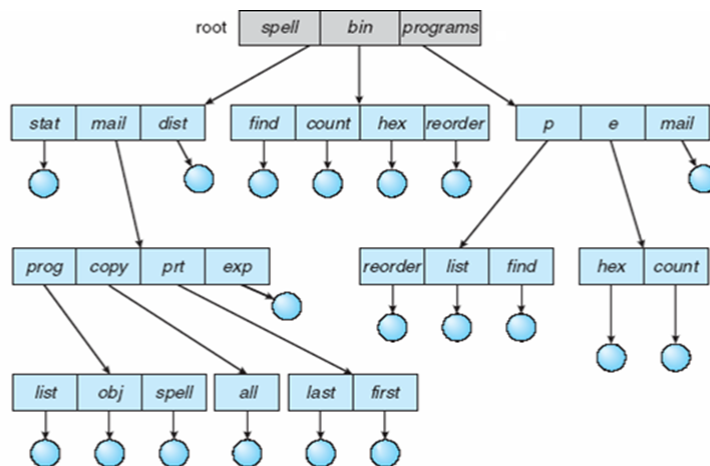 root spell bin programs
stat mail dist find count hex reorder p e mail
prog copy prt exp reorder list find hex count
list obj spell all last first